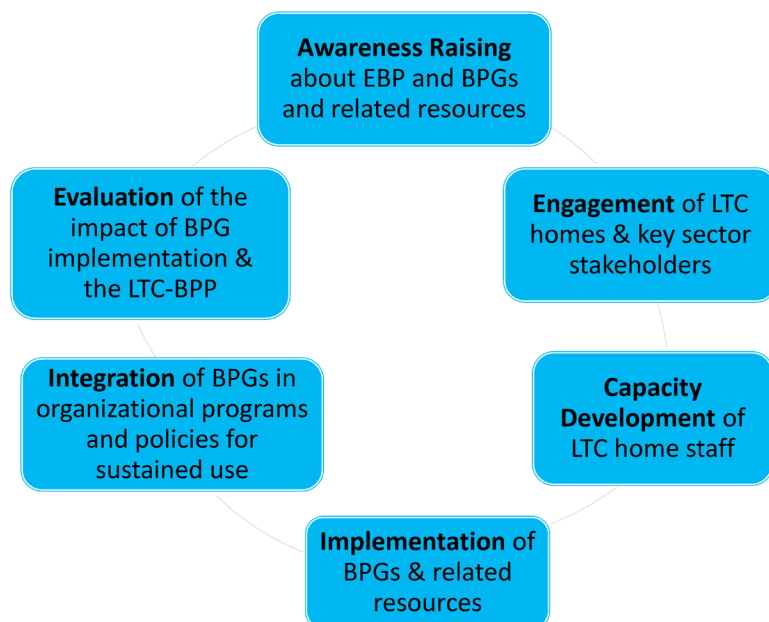 Awareness Raising
about EBP and BPGs
and related resources
Engagement of LTC
homes & key sector
stakeholders
Capacity
Development of
LTC home staff
Implementation of
BPGs & related
resources
Integration of BPGs in
organizational programs
and policies for
sustained use
Evaluation of the
impact of BPG
implementation &
the LTC-BPP